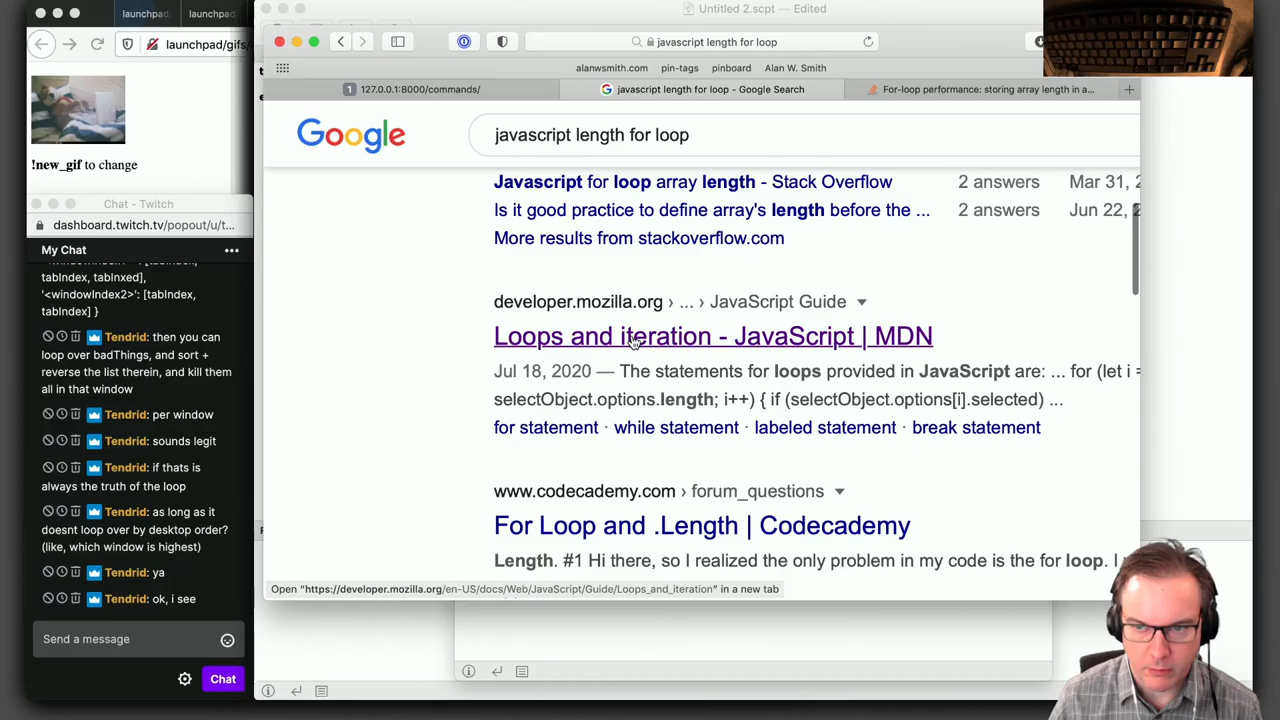 launchpad
launchpad
launchpad/gifs/
!new_gif to change
Chat - Twitch
dashboard.twitch.tv/popout/u/t...
My Chat
tabIndex, tabInxed],
'<windowIndex2>': [tabIndex,
tabIndex] }
Tendrid: then you can
loop over badThings, and sort +
reverse the list therein, and kill them
all in that window
Tendrid: per window
Tendrid: sounds legit
Tendrid: if thats is
always the truth of the loop
Tendrid: as long as it
doesnt loop over by desktop order?
(like, which window is highest)
Tendrid: ya
Tendrid: ok, i see
Send a message
Chat
Untitled 2.scpt — Edited
javascript length for loop
alanwsmith.com
pin-tags
pinboard
Alan W. Smith
1 127.0.0.1:8000/commands/
javascript length for loop - Google Search
For-loop performance: storing array length in a...
Google
javascript length for loop
Javascript for loop array length - Stack Overflow 2 answers Mar 31, 2
Is it good practice to define array's length before the ... 2 answers Jun 22, 2
More results from stackoverflow.com
developer.mozilla.org › ... › JavaScript Guide
Loops and iteration - JavaScript | MDN
Jul 18, 2020 — The statements for loops provided in JavaScript are: ... for (let i =
selectObject.options.length; i++) { if (selectObject.options[i].selected) ...
for statement · while statement · labeled statement · break statement
www.codecademy.com › forum_questions
For Loop and .Length | Codecademy
Length. #1 Hi there, so I realized the only problem in my code is the for loop. I
Open "https://developer.mozilla.org/en-US/docs/Web/JavaScript/Guide/Loops_and_iteration" in a new tab